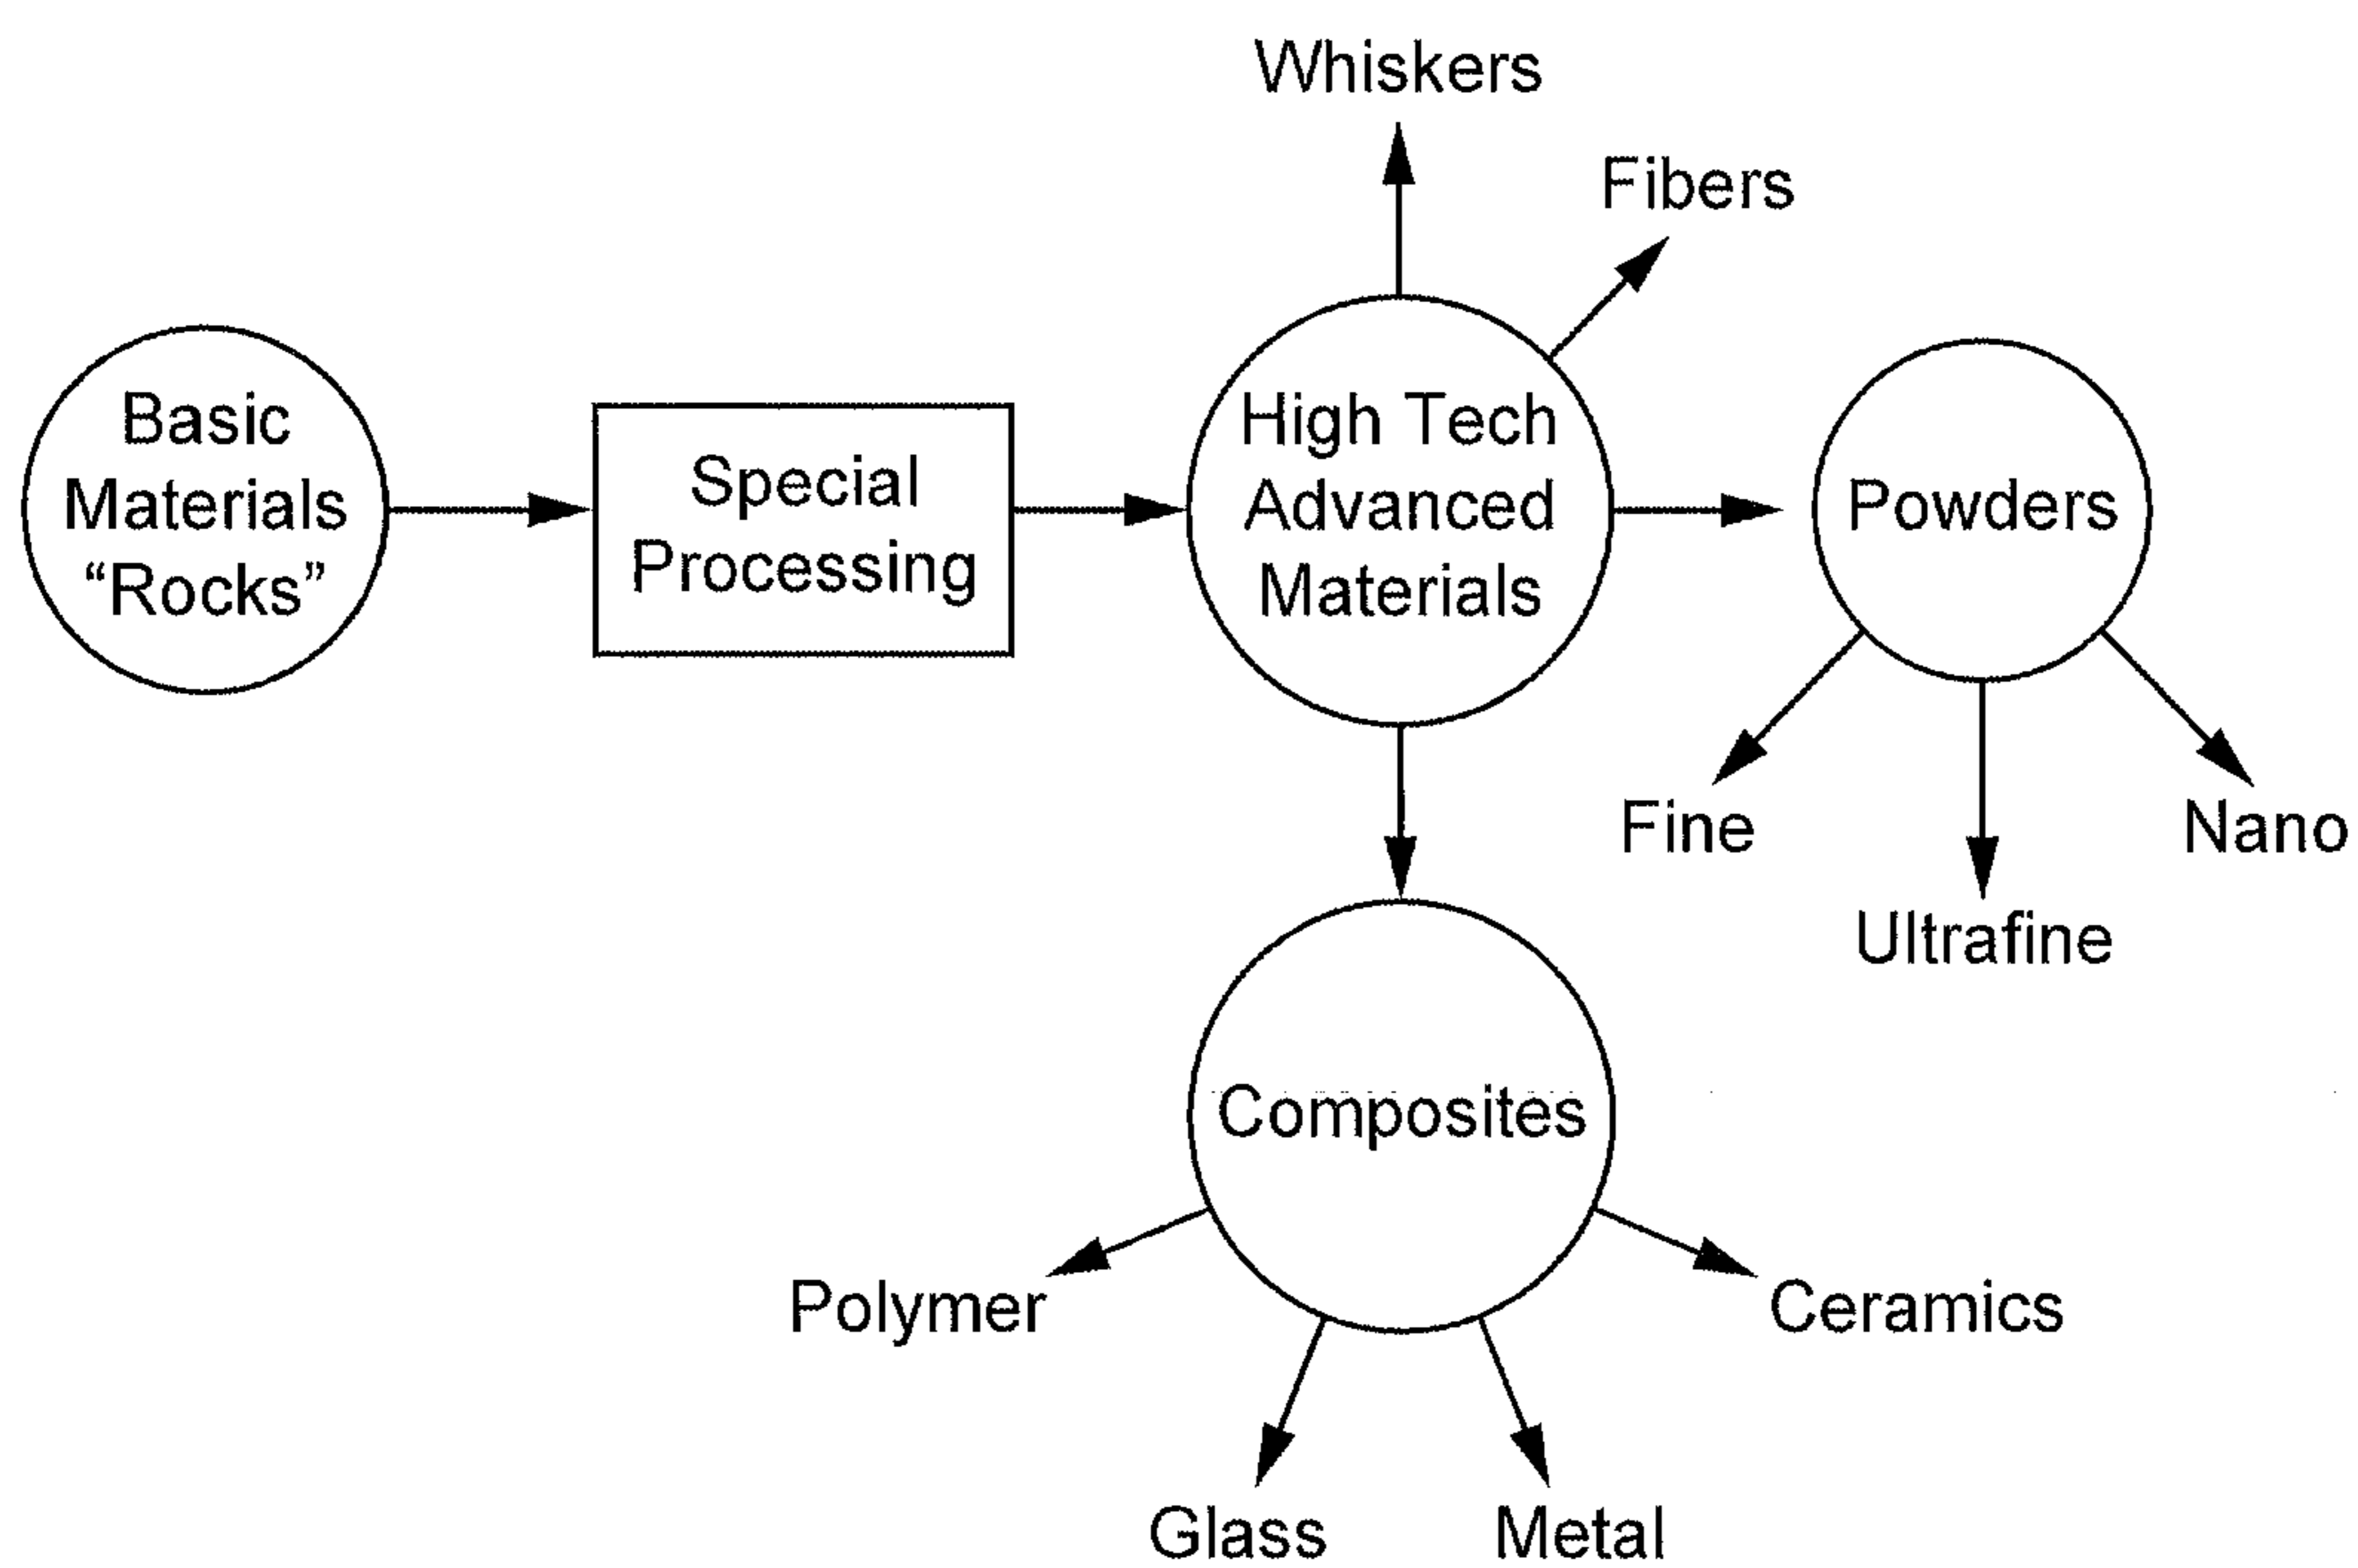 Whiskers
Fibers
Basic
Materials
“Rocks”
Special
Processing
High Tech
Advanced
Materials
Powders
Fine
Ultrafine
Nano
Composites
Polymer
Glass
Metal
Ceramics